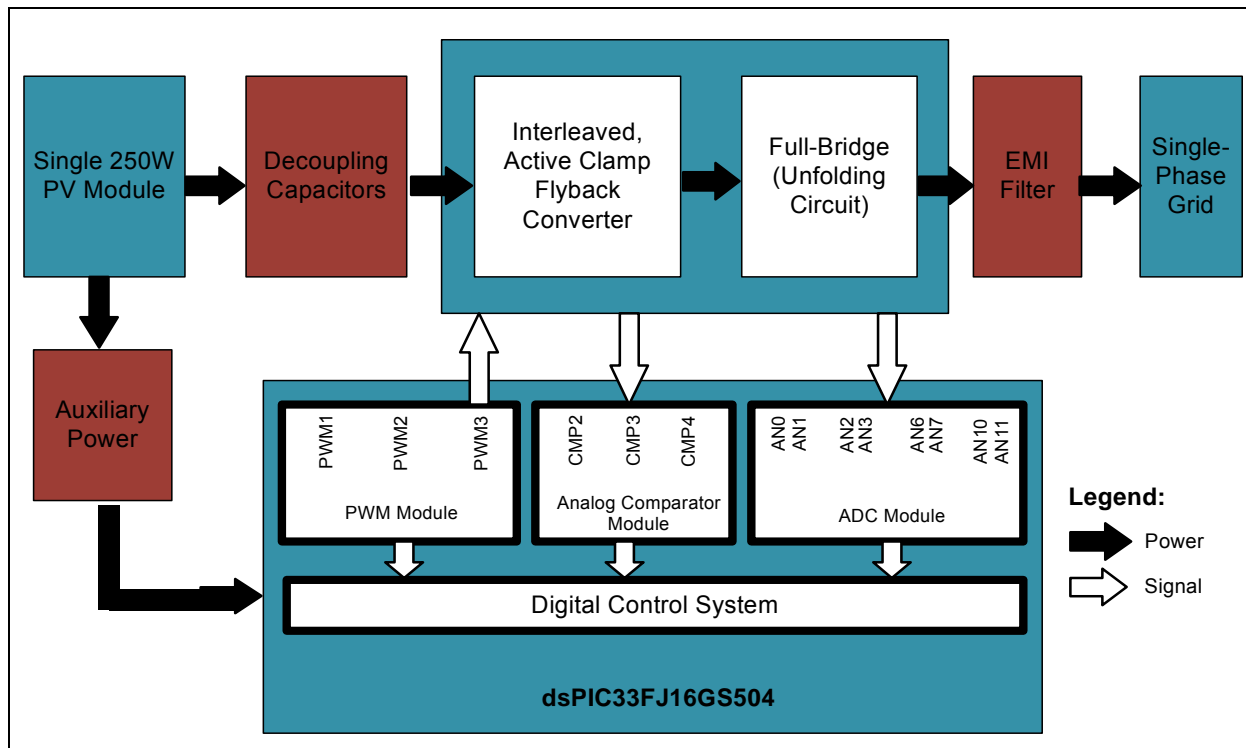 Single 250W
PV Module
Decoupling
Capacitors
Interleaved,
Active Clamp
Flyback
Converter
Full-Bridge
(Unfolding
Circuit)
EMI
Filter
Single-
Phase
Grid
Auxiliary
Power
PWM1
PWM2
PWM3
PWM Module
CMP2
CMP3
CMP4
Analog Comparator
Module
AN0
AN1
AN2
AN3
AN6
AN7
AN10
AN11
ADC Module
Digital Control System
dsPIC33FJ16GS504
Legend:
Power
Signal